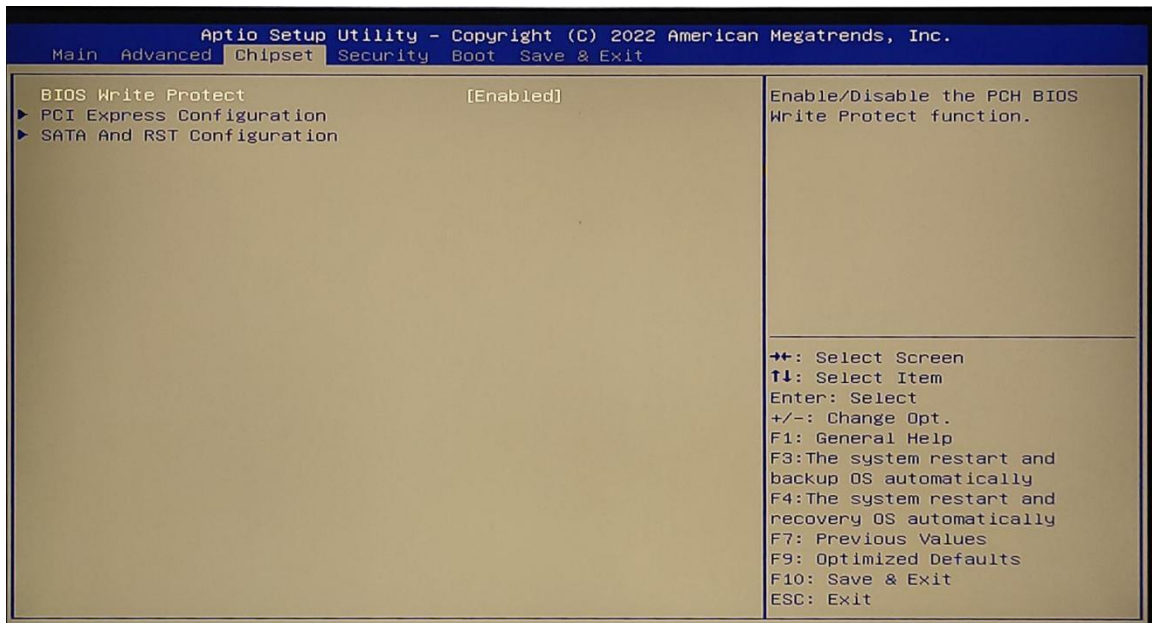 Aptio Setup Utility – Copyright (C) 2022 American Megatrends, Inc.
Main Advanced Chipset Security Boot Save & Exit
BIOS Write Protect [Enabled]
PCI Express Configuration
SATA And RST Configuration
Enable/Disable the PCH BIOS
Write Protect function.
→←: Select Screen
↑↓: Select Item
Enter: Select
+/-: Change Opt.
F1: General Help
F3:The system restart and
backup OS automatically
F4:The system restart and
recovery OS automatically
F7: Previous Values
F9: Optimized Defaults
F10: Save & Exit
ESC: Exit